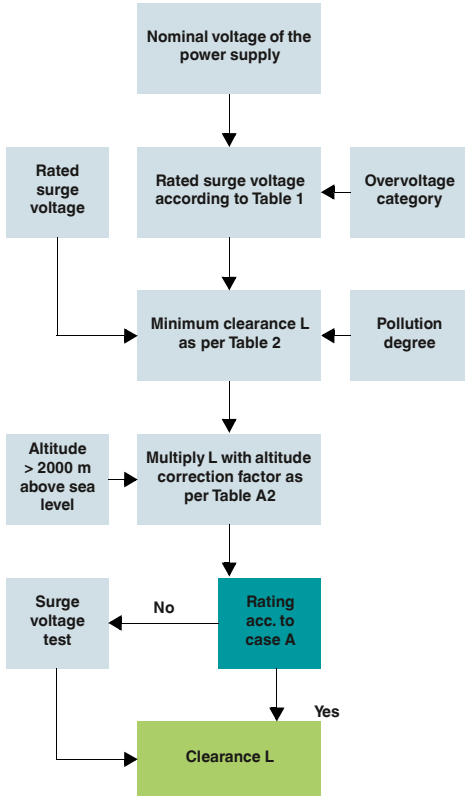 Nominal voltage of the
power supply
Rated
surge
voltage
Rated surge voltage
according to Table 1
Overvoltage
category
Minimum clearance L
as per Table 2
Pollution
degree
Altitude
> 2000 m
above sea
level
Multiply L with altitude
correction factor as
per Table A2
Surge
voltage
test
No
Rating
acc. to
case A
Yes
Clearance L